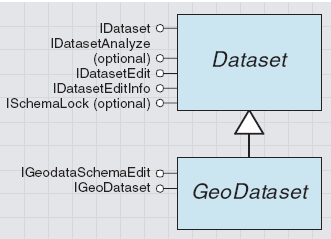 IDataset
IDatasetAnalyze
(optional)
IDatasetEdit
IDatasetEditInfo
ISchemaLock (optional)
Dataset
IGeodataSchemaEdit
IGeoDataset
GeoDataset